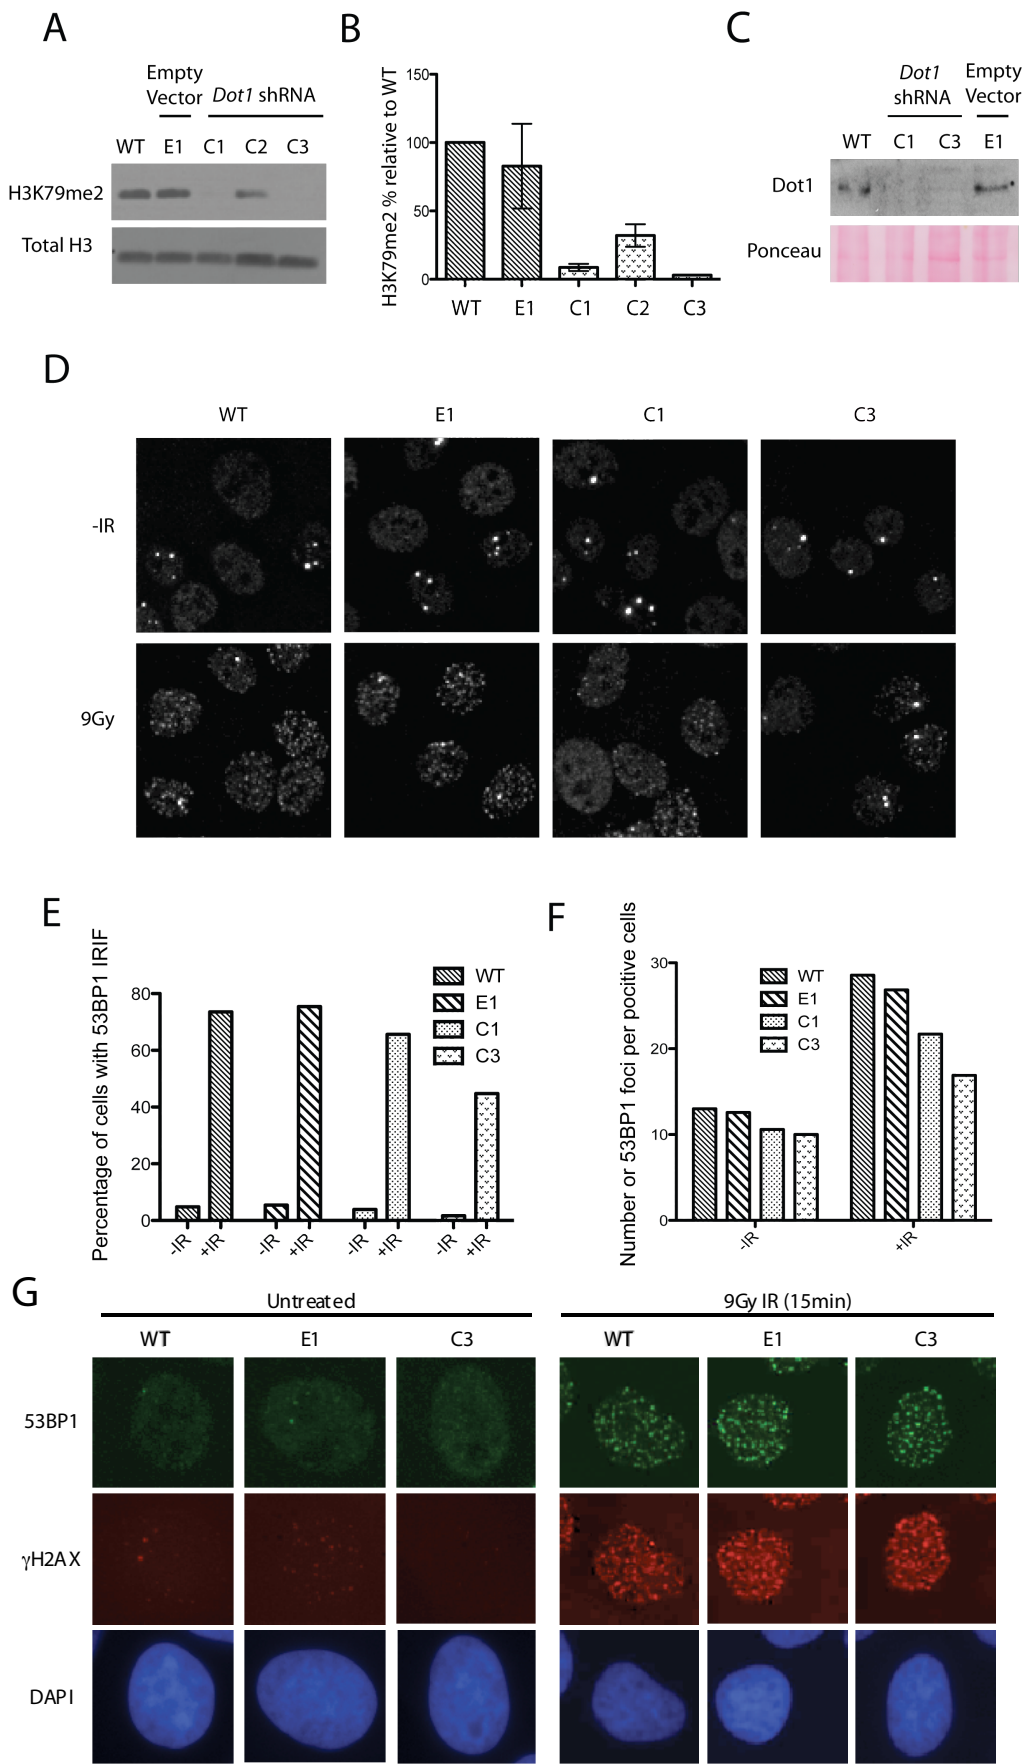 A
Empty
Vector
Dot1 shRNA
WT E1 C1 C2 C3
H3K79me2
Total H3
B
H3K79me2 % relative to WT
150
100
50
0
WT E1 C1 C2 C3
C
Dot1
shRNA
Empty
Vector
WT C1 C3 E1
Dot1
Ponceau
D
WT E1 C1 C3
-IR
9Gy
E
Percentage of cells with 53BP1 IRIF
80
60
40
20
0
-IR +IR -IR +IR -IR +IR -IR +IR
WT
E1
C1
C3
F
Number or 53BP1 foci per pocitive cells
30
20
10
0
-IR +IR
WT
E1
C1
C3
G
Untreated 9Gy IR (15min)
WT E1 C3 WT E1 C3
53BP1
γH2AX
DAPI